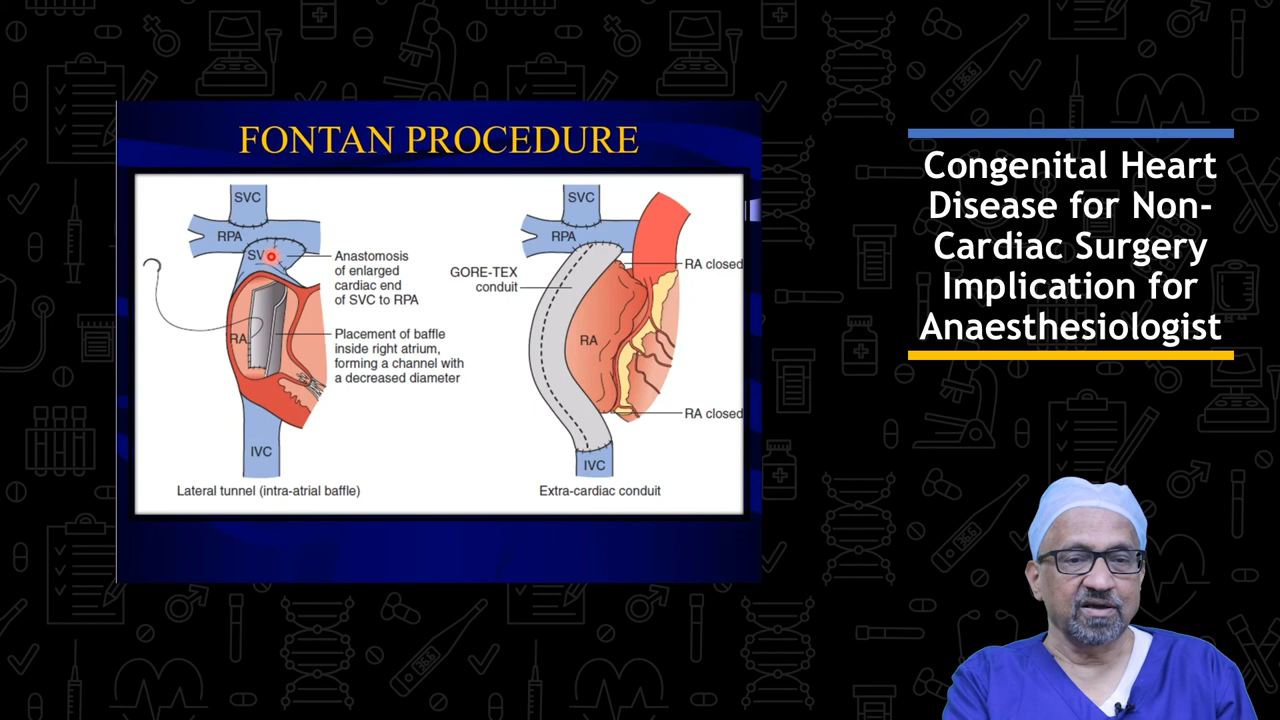 FONTAN PROCEDURE
SVC
RPA
SV
Anastomosis
of enlarged
cardiac end
of SVC to RPA
RA
Placement of baffle
inside right atrium,
forming a channel with
a decreased diameter
IVC
Lateral tunnel (intra-atrial baffle)
SVC
RPA
GORE-TEX
conduit
RA closed
RA
RA closed
IVC
Extra-cardiac conduit
Congenital Heart
Disease for Non-
Cardiac Surgery
Implication for
Anaesthesiologist